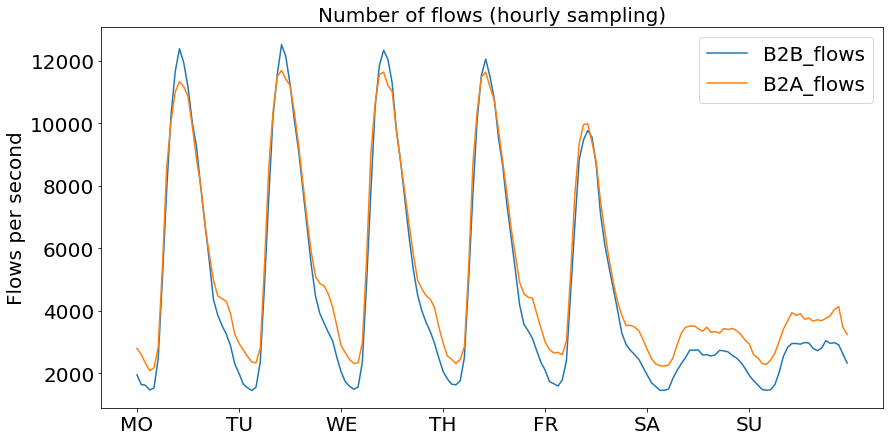 Number of flows (hourly sampling)
B2B_flows
B2A_flows
Flows per second
12000
10000
8000
6000
4000
2000
MO TU WE TH FR SA SU